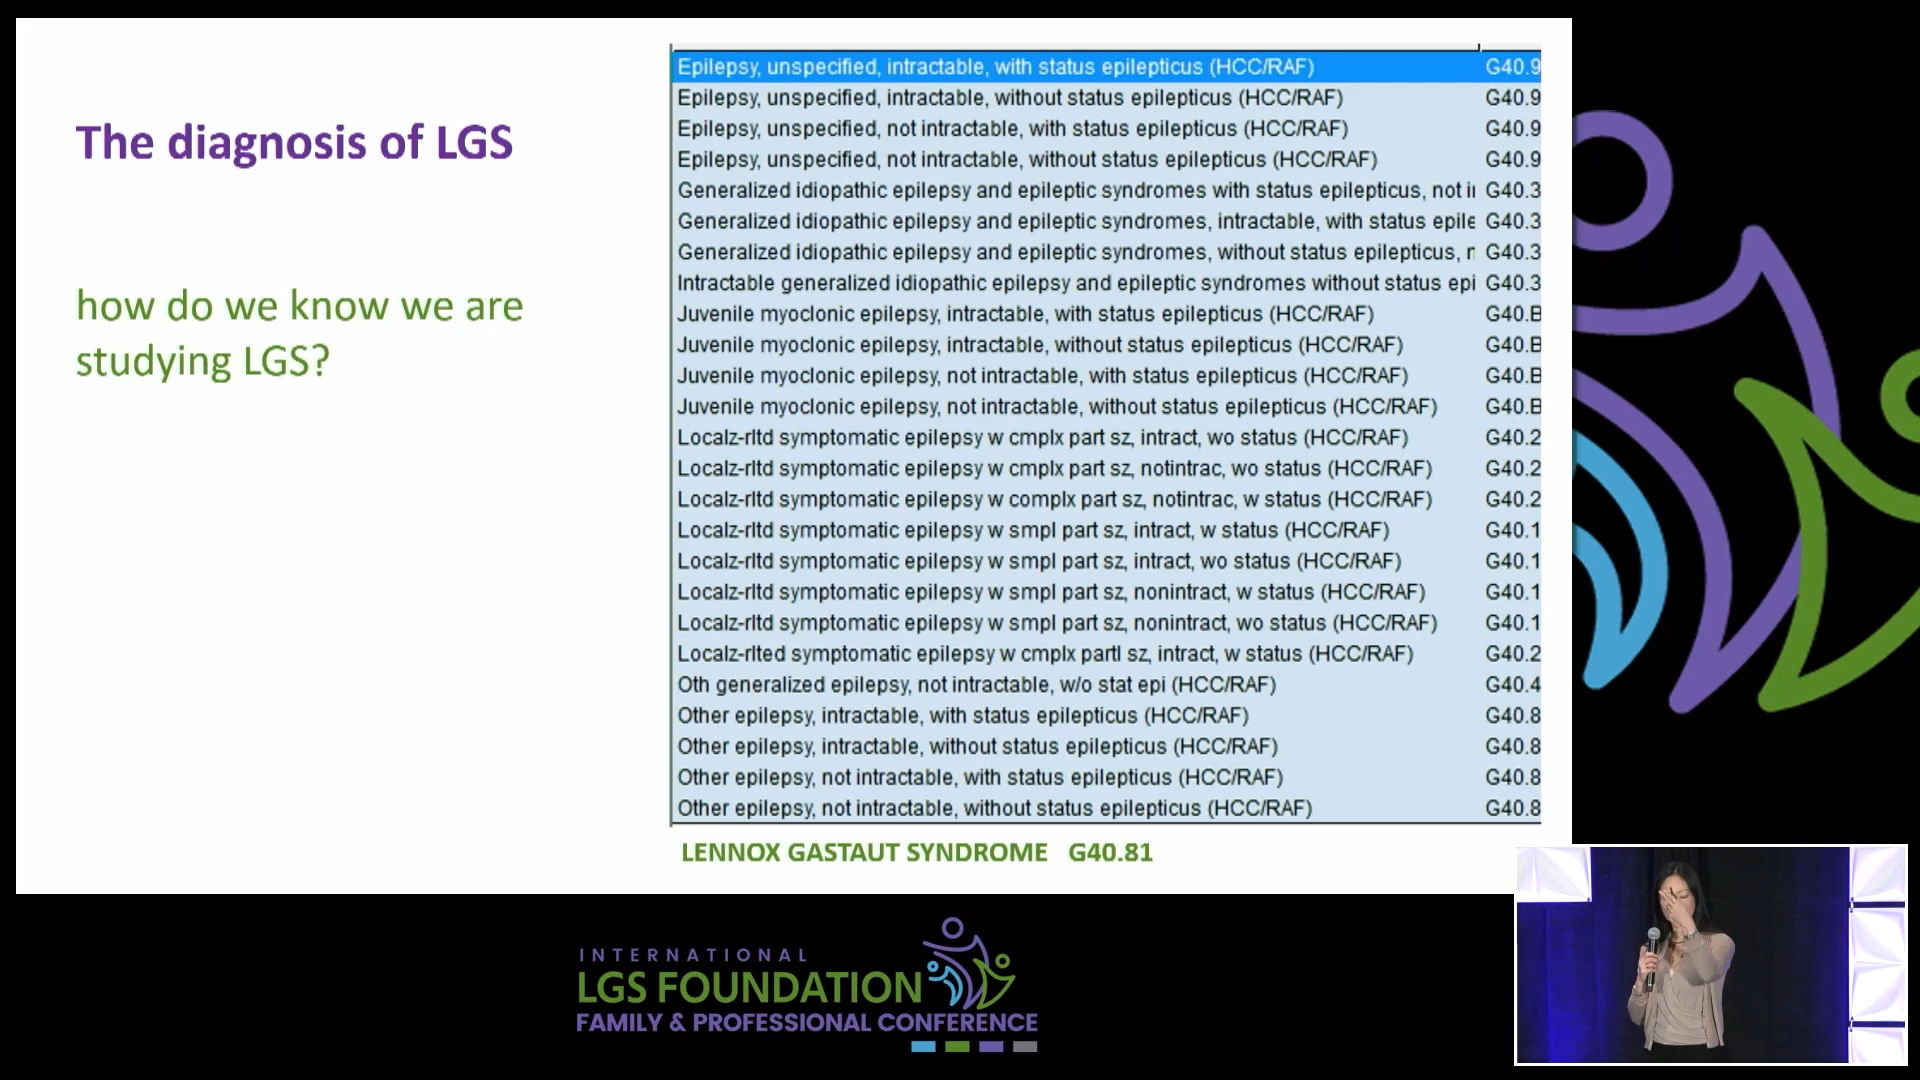 The diagnosis of LGS
how do we know we are
studying LGS?
Epilepsy, unspecified, intractable, with status epilepticus (HCC/RAF) G40.9
Epilepsy, unspecified, intractable, without status epilepticus (HCC/RAF) G40.9
Epilepsy, unspecified, not intractable, with status epilepticus (HCC/RAF) G40.9
Epilepsy, unspecified, not intractable, without status epilepticus (HCC/RAF) G40.9
Generalized idiopathic epilepsy and epileptic syndromes with status epilepticus, not i G40.3
Generalized idiopathic epilepsy and epileptic syndromes, intractable, with status epile G40.3
Generalized idiopathic epilepsy and epileptic syndromes, without status epilepticus, n G40.3
Intractable generalized idiopathic epilepsy and epileptic syndromes without status epi G40.3
Juvenile myoclonic epilepsy, intractable, with status epilepticus (HCC/RAF) G40.B
Juvenile myoclonic epilepsy, intractable, without status epilepticus (HCC/RAF) G40.B
Juvenile myoclonic epilepsy, not intractable, with status epilepticus (HCC/RAF) G40.B
Juvenile myoclonic epilepsy, not intractable, without status epilepticus (HCC/RAF) G40.B
Localz-rltd symptomatic epilepsy w cmplx part sz, intract, wo status (HCC/RAF) G40.2
Localz-rltd symptomatic epilepsy w cmplx part sz, notintrac, wo status (HCC/RAF) G40.2
Localz-rltd symptomatic epilepsy w complx part sz, notintrac, w status (HCC/RAF) G40.2
Localz-rltd symptomatic epilepsy w smpl part sz, intract, w status (HCC/RAF) G40.1
Localz-rltd symptomatic epilepsy w smpl part sz, intract, wo status (HCC/RAF) G40.1
Localz-rltd symptomatic epilepsy w smpl part sz, nonintract, w status (HCC/RAF) G40.1
Localz-rltd symptomatic epilepsy w smpl part sz, nonintract, wo status (HCC/RAF) G40.1
Localz-rlted symptomatic epilepsy w cmplx partl sz, intract, w status (HCC/RAF) G40.2
Oth generalized epilepsy, not intractable, w/o stat epi (HCC/RAF) G40.4
Other epilepsy, intractable, with status epilepticus (HCC/RAF) G40.8
Other epilepsy, intractable, without status epilepticus (HCC/RAF) G40.8
Other epilepsy, not intractable, with status epilepticus (HCC/RAF) G40.8
Other epilepsy, not intractable, without status epilepticus (HCC/RAF) G40.8
LENNOX GASTAUT SYNDROME G40.81
INTERNATIONAL
LGS FOUNDATION
FAMILY & PROFESSIONAL CONFERENCE